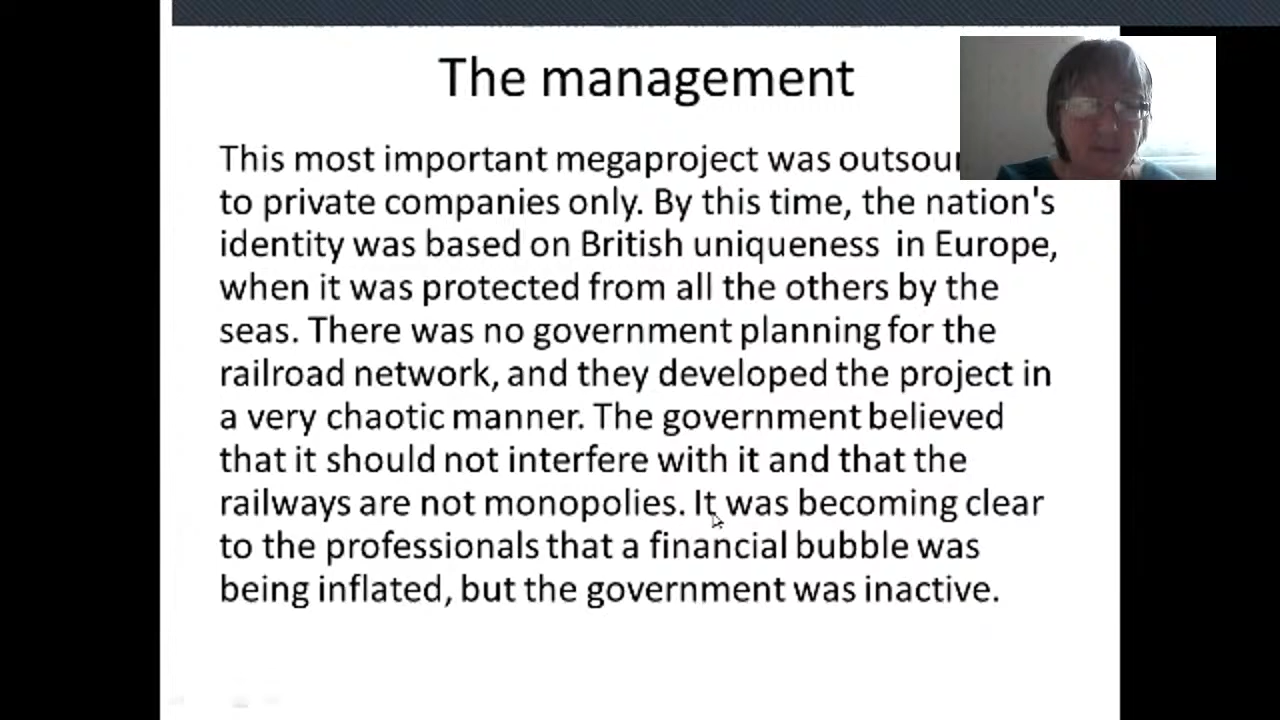 The management
This most important megaproject was
to private companies only. By this time, the nation's
identity was based on British uniqueness in Europe,
when it was protected from all the others by the
seas. There was no government planning for the
railroad network, and they developed the project in
a very chaotic manner. The government believed
that it should not interfere with it and that the
railways are not monopolies. It was becoming clear
to the professionals that a financial bubble was
being inflated, but the government was inactive.